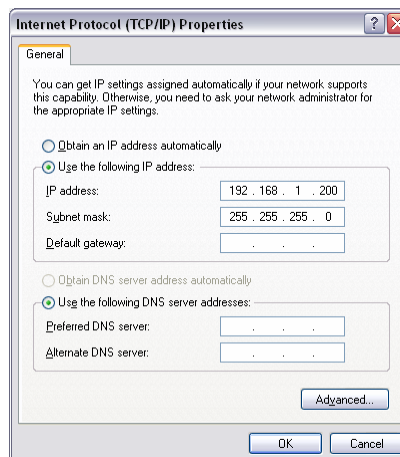 Internet Protocol (TCP/IP) Properties
General
You can get IP settings assigned automatically if your network supports
this capability. Otherwise, you need to ask your network administrator for
the appropriate IP settings.
Obtain an IP address automatically
Use the following IP address:
IP address: 192 . 168 . 1 . 200
Subnet mask: 255 . 255 . 255 . 0
Default gateway: . . .
Obtain DNS server address automatically
Use the following DNS server addresses:
Preferred DNS server: . . .
Alternate DNS server: . . .
Advanced...
OK Cancel